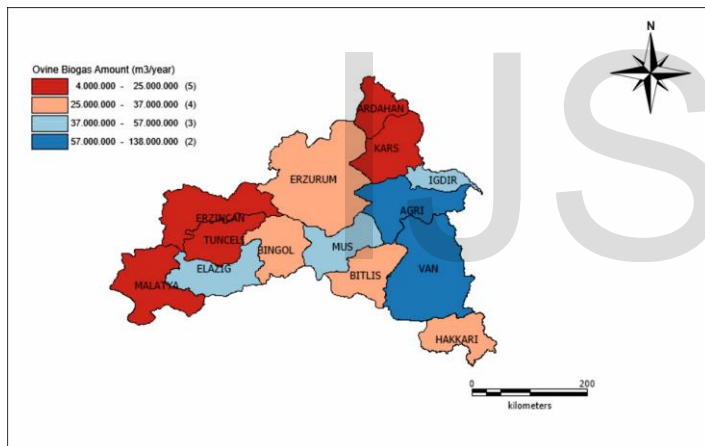 N
Ovine Biogas Amount (m3/year)
4.000.000 - 25.000.000 (5)
25.000.000 - 37.000.000 (4)
37.000.000 - 57.000.000 (3)
57.000.000 - 138.000.000 (2)
IJS
ARDAHAN
KARS
ERZURUM
IGDIR
AGRI
ERZINCAN
TUNCELI
BINGOL
MUS
ELAZIG
VAN
BITLIS
MALATYA
HAKKARI
0
200
kilometers